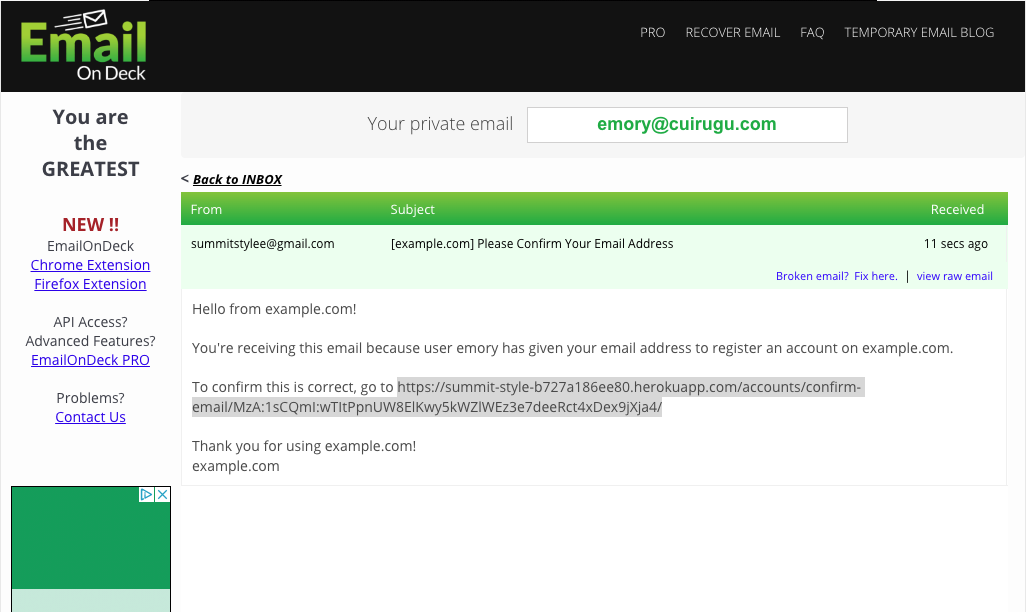 Email
On Deck
PRO RECOVER EMAIL FAQ TEMPORARY EMAIL BLOG
You are
the
GREATEST
NEW !!
EmailOnDeck
Chrome Extension
Firefox Extension
API Access?
Advanced Features?
EmailOnDeck PRO
Problems?
Contact Us
Your private email emory@cuirugu.com
< Back to INBOX
From Subject Received
summitstylee@gmail.com [example.com] Please Confirm Your Email Address 11 secs ago
Broken email? Fix here. | view raw email
Hello from example.com!
You're receiving this email because user emory has given your email address to register an account on example.com.
To confirm this is correct, go to https://summit-style-b727a186ee80.herokuapp.com/accounts/confirm-
email/MzA:1sCQmI:wTItPpnUW8ElKwy5kWZlWEz3e7deeRct4xDex9jXja4/
Thank you for using example.com!
example.com